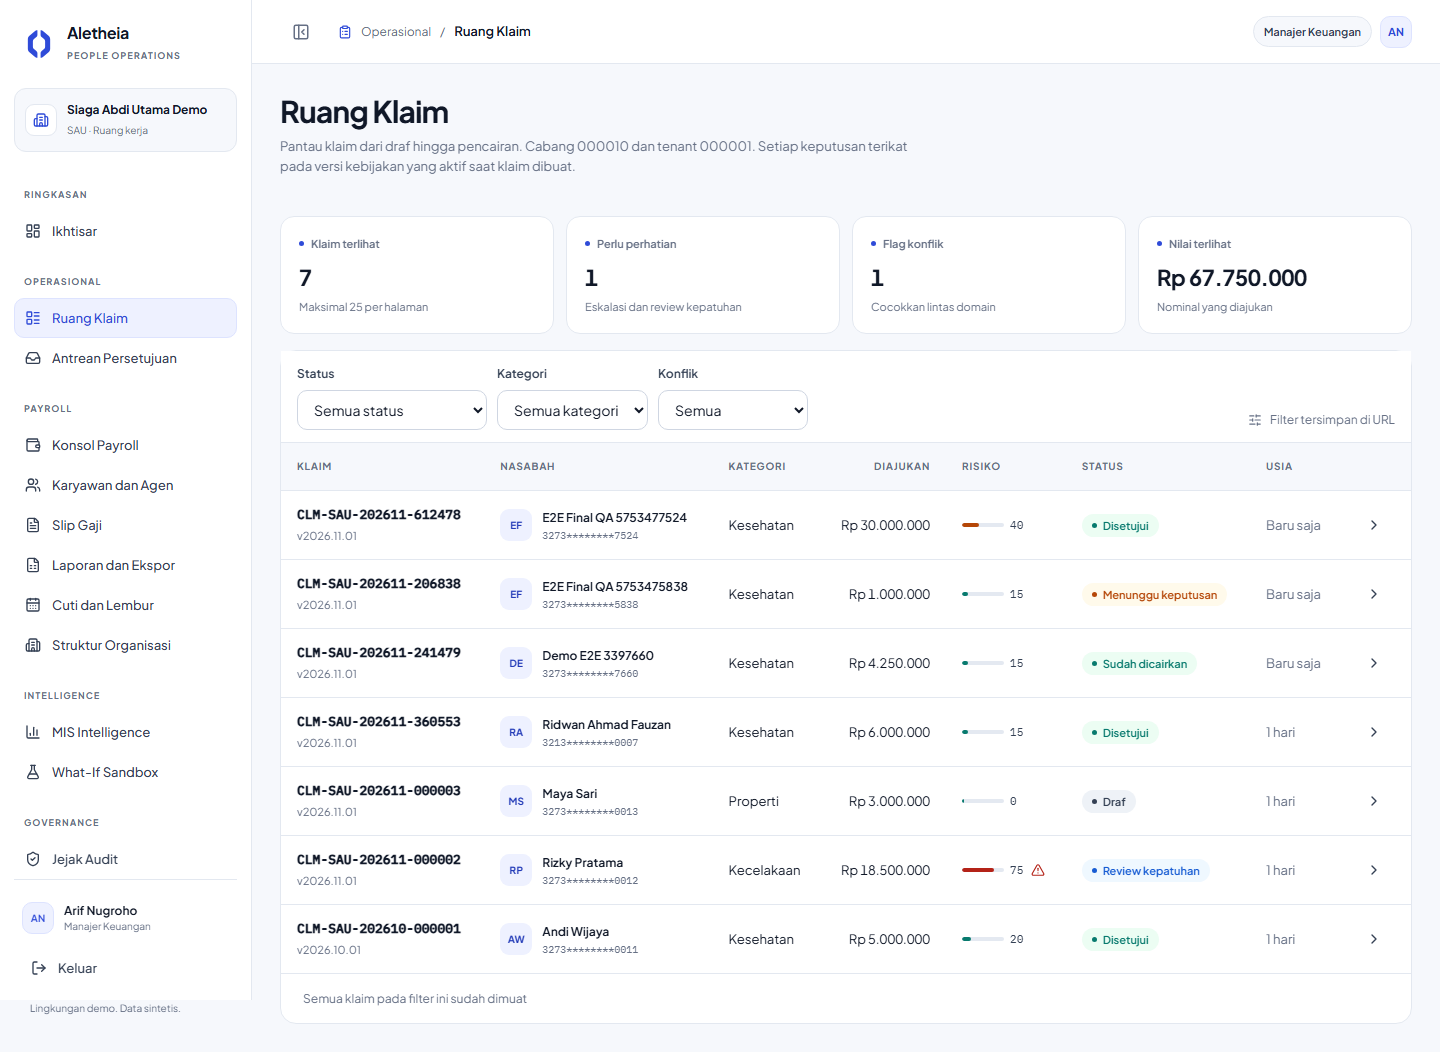 Aletheia
PEOPLE OPERATIONS
Siaga Abdi Utama Demo
SAU · Ruang kerja
RINGKASAN
Ikhtisar
OPERASIONAL
Ruang Klaim
Antrean Persetujuan
PAYROLL
Konsol Payroll
Karyawan dan Agen
Slip Gaji
Laporan dan Ekspor
Cuti dan Lembur
Struktur Organisasi
INTELLIGENCE
MIS Intelligence
What-If Sandbox
GOVERNANCE
Jejak Audit
AN
Arif Nugroho
Manajer Keuangan
Keluar
Lingkungan demo. Data sintetis.
Operasional / Ruang Klaim
Manajer Keuangan AN
Ruang Klaim
Pantau klaim dari draf hingga pencairan. Cabang 000010 dan tenant 000001. Setiap keputusan terikat
pada versi kebijakan yang aktif saat klaim dibuat.
Klaim terlihat
7
Maksimal 25 per halaman
Perlu perhatian
1
Eskalasi dan review kepatuhan
Flag konflik
1
Cocokkan lintas domain
Nilai terlihat
Rp 67.750.000
Nominal yang diajukan
Status Kategori Konflik
Semua status Semua kategori Semua
Filter tersimpan di URL
KLAIM NASABAH KATEGORI DIAJUKAN RISIKO STATUS USIA
CLM-SAU-202611-612478
v2026.11.01
EF
E2E Final QA 5753477524
3273********7524
Kesehatan Rp 30.000.000 40 Disetujui Baru saja
CLM-SAU-202611-206838
v2026.11.01
EF
E2E Final QA 5753475838
3273********5838
Kesehatan Rp 1.000.000 15 Menunggu keputusan Baru saja
CLM-SAU-202611-241479
v2026.11.01
DE
Demo E2E 3397660
3273********7660
Kesehatan Rp 4.250.000 15 Sudah dicairkan Baru saja
CLM-SAU-202611-360553
v2026.11.01
RA
Ridwan Ahmad Fauzan
3213********0007
Kesehatan Rp 6.000.000 15 Disetujui 1 hari
CLM-SAU-202611-000003
v2026.11.01
MS
Maya Sari
3273********0013
Properti Rp 3.000.000 0 Draf 1 hari
CLM-SAU-202611-000002
v2026.11.01
RP
Rizky Pratama
3273********0012
Kecelakaan Rp 18.500.000 75 Review kepatuhan 1 hari
CLM-SAU-202610-000001
v2026.10.01
AW
Andi Wijaya
3273********0011
Kesehatan Rp 5.000.000 20 Disetujui 1 hari
Semua klaim pada filter ini sudah dimuat